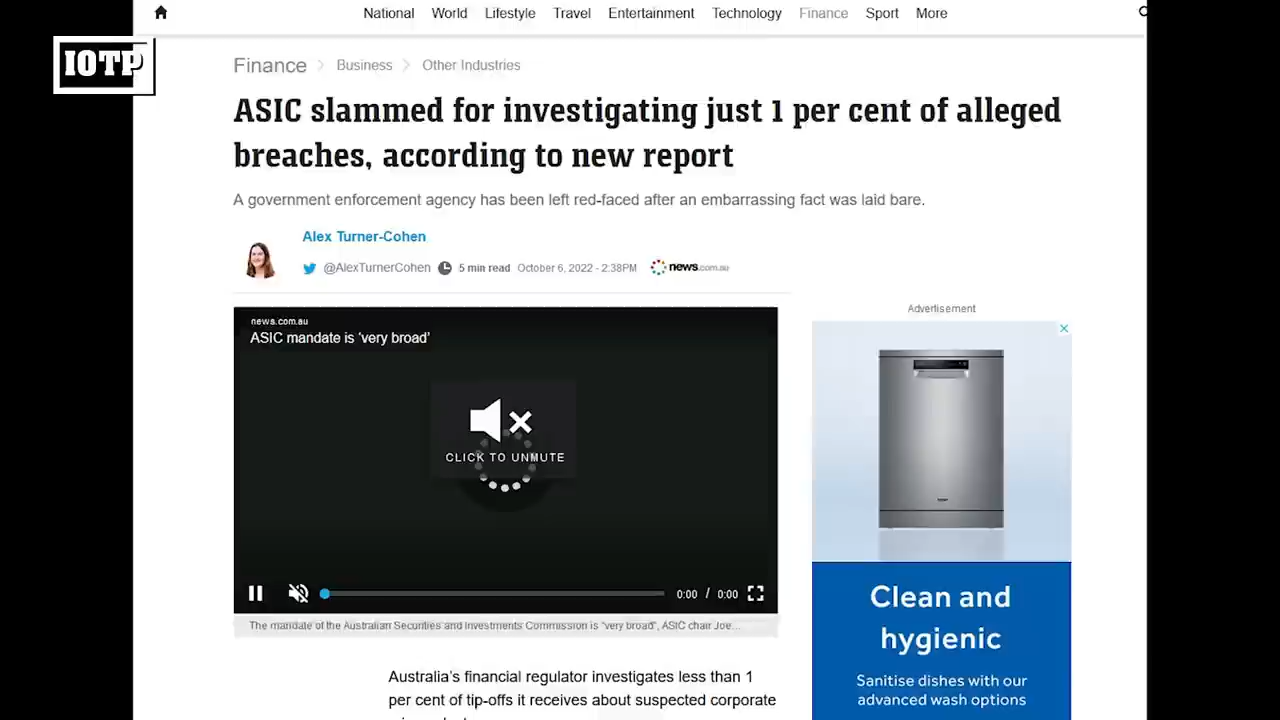 National World Lifestyle Travel Entertainment Technology Finance Sport More
IOTP
Finance Business Other Industries
ASIC slammed for investigating just 1 per cent of alleged
breaches, according to new report
A government enforcement agency has been left red-faced after an embarrassing fact was laid bare.
Alex Turner-Cohen
@AlexTurnerCohen 5 min read October 6, 2022 - 2:38PM news.com.au
Advertisement
news.com.au
ASIC mandate is 'very broad'
CLICK TO UNMUTE
0:00 / 0:00
The mandate of the Australian Securities and Investments Commission is "very broad", ASIC chair Joe...
Clean and
hygienic
Sanitise dishes with our
advanced wash options
Australia's financial regulator investigates less than 1
per cent of tip-offs it receives about suspected corporate